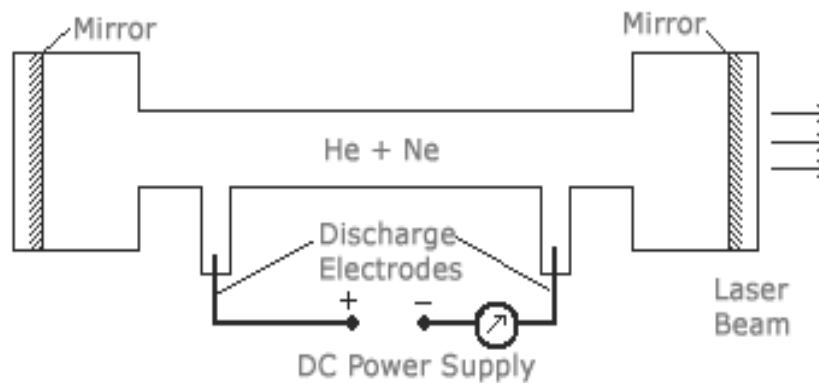 Mirror
Mirror
He + Ne
Discharge
Electrodes
+
−
DC Power Supply
Laser
Beam